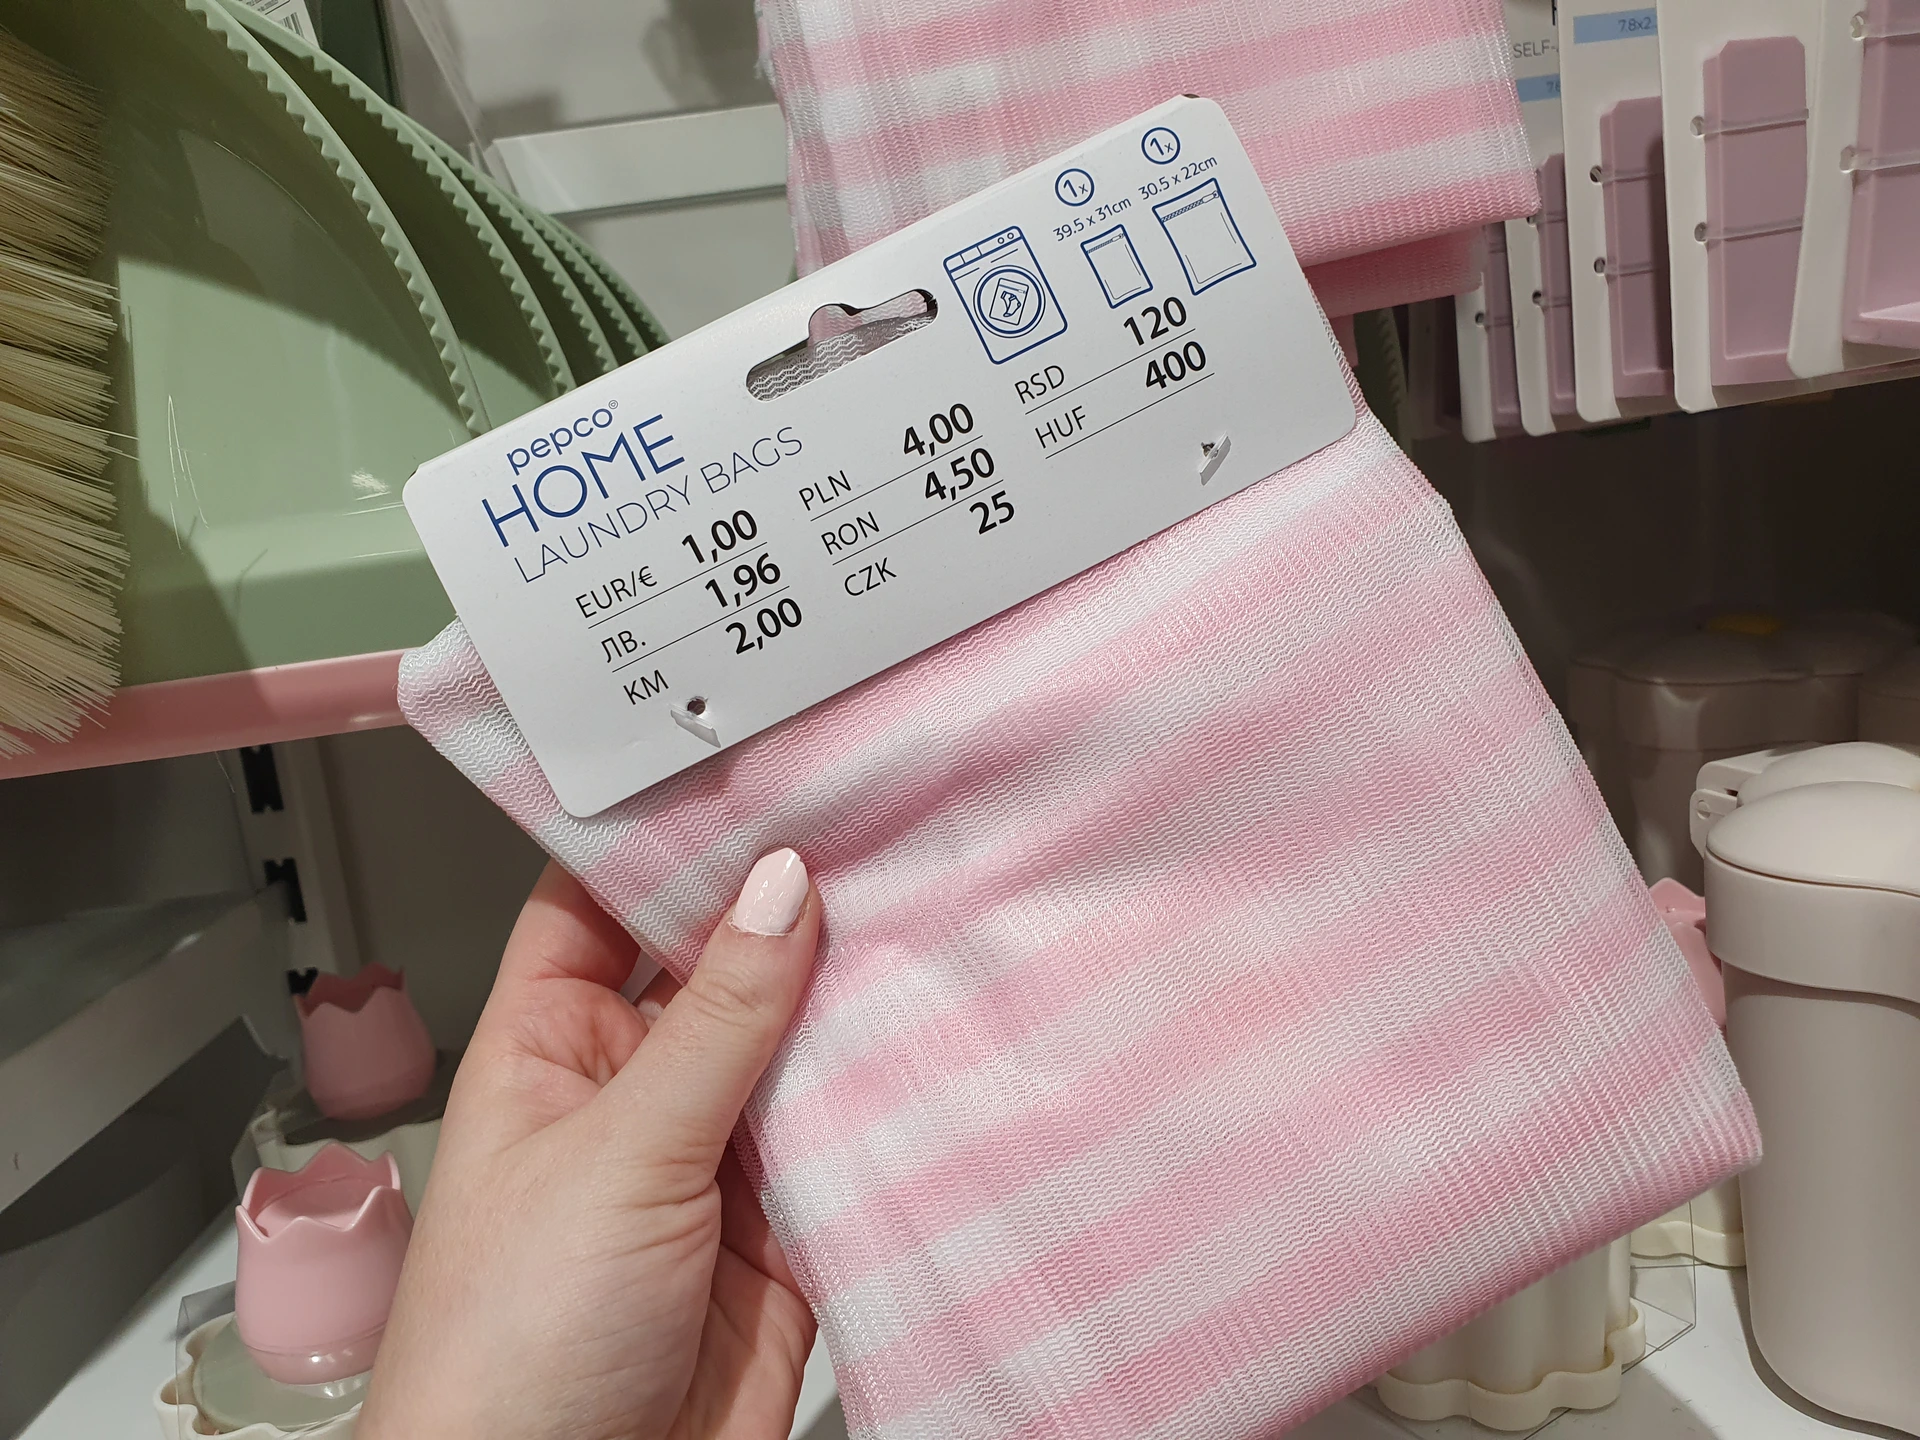 pepco®
HOME
LAUNDRY BAGS
EUR/€ 1,00
ЛВ. 1,96
KM 2,00
PLN 4,00
RON 4,50
CZK 25
1x
39.5 x 31cm
1x
30.5 x 22cm
RSD 120
HUF 400
SELF-